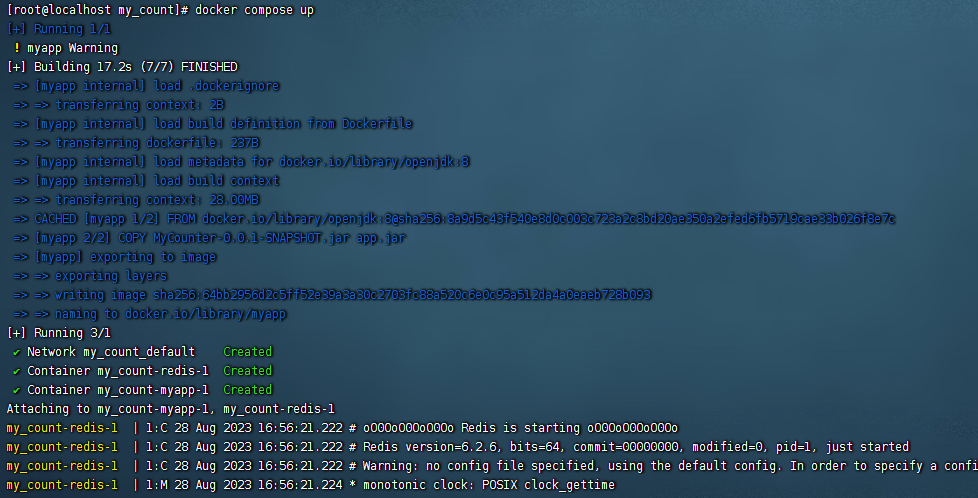 [root@localhost my_count]# docker compose up
[+] Running 1/1
! myapp Warning
[+] Building 17.2s (7/7) FINISHED
=> [myapp internal] load .dockerignore
=> => transferring context: 2B
=> [myapp internal] load build definition from Dockerfile
=> => transferring dockerfile: 237B
=> [myapp internal] load metadata for docker.io/library/openjdk:8
=> [myapp internal] load build context
=> => transferring context: 28.00MB
=> CACHED [myapp 1/2] FROM docker.io/library/openjdk:8@sha256:8a9d5c43f540e8d0c003c723a2c8bd20ae350a2efed6fb5719cae33b026f8e7c
=> [myapp 2/2] COPY MyCounter-0.0.1-SNAPSHOT.jar app.jar
=> [myapp] exporting to image
=> => exporting layers
=> => writing image sha256:64bb2956d2c5ff52e39a3a30c2703fc88a520c6e0c95a512da4a0eaeb728b093
=> => naming to docker.io/library/myapp
[+] Running 3/1
✔ Network my_count_default Created
✔ Container my_count-redis-1 Created
✔ Container my_count-myapp-1 Created
Attaching to my_count-myapp-1, my_count-redis-1
my_count-redis-1 | 1:C 28 Aug 2023 16:56:21.222 # oO0OoO0OoO0Oo Redis is starting oO0OoO0OoO0Oo
my_count-redis-1 | 1:C 28 Aug 2023 16:56:21.222 # Redis version=6.2.6, bits=64, commit=00000000, modified=0, pid=1, just started
my_count-redis-1 | 1:C 28 Aug 2023 16:56:21.222 # Warning: no config file specified, using the default config. In order to specify a confi
my_count-redis-1 | 1:M 28 Aug 2023 16:56:21.224 * monotonic clock: POSIX clock_gettime